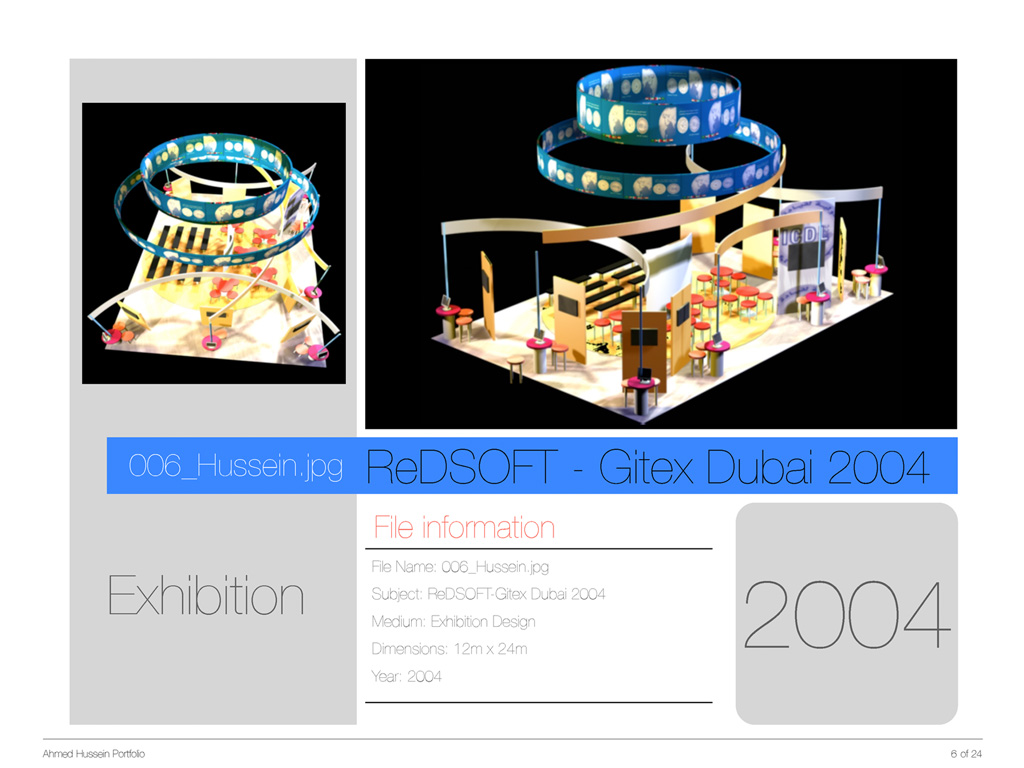 ICDL
006_Hussein.jpg ReDSOFT - Gitex Dubai 2004
Exhibition
File information
File Name: 006_Hussein.jpg
Subject: ReDSOFT-Gitex Dubai 2004
Medium: Exhibition Design
Dimensions: 12m x 24m
Year: 2004
2004
Ahmed Hussein Portfolio
6 of 24